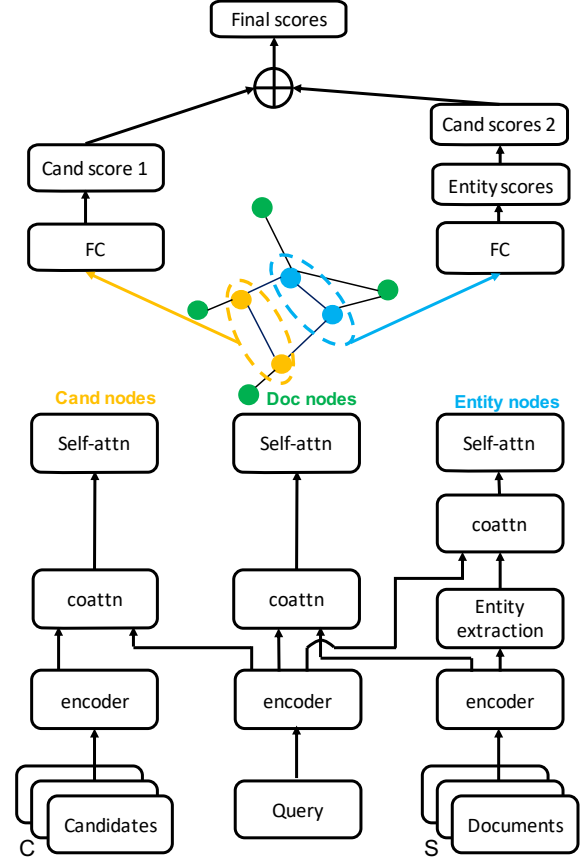 Final scores
Cand scores 2
Cand score 1
Entity scores
FC
FC
Cand nodes
Doc nodes
Entity nodes
Self-attn
Self-attn
Self-attn
coattn
coattn
coattn
Entity
extraction
encoder
encoder
encoder
Candidates
Query
Documents
C
S